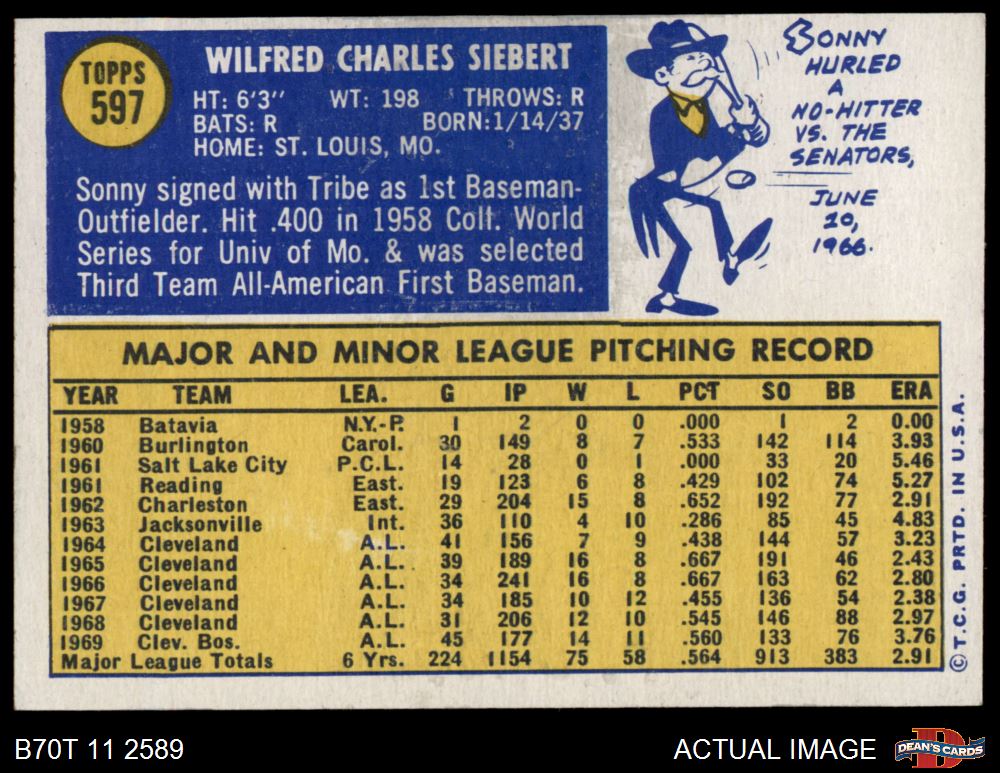 TOPPS
597
WILFRED CHARLES SIEBERT
HT: 6'3" WT: 198 THROWS: R
BATS: R BORN:1/14/37
HOME: ST. LOUIS, MO.
Sonny signed with Tribe as 1st Baseman-
Outfielder. Hit .400 in 1958 Coll. World
Series for Univ of Mo. & was selected
Third Team All-American First Baseman.
SONNY
HURLED
A
NO-HITTER
VS. THE
SENATORS,
JUNE
10,
1966.
MAJOR AND MINOR LEAGUE PITCHING RECORD
YEAR TEAM LEA. G IP W L PCT SO BB ERA
1958 Batavia N.Y.-P. 1 2 0 0 .000 1 2 0.00
1960 Burlington Carol. 30 149 8 7 .533 142 114 3.93
1961 Salt Lake City P.C.L. 14 28 0 1 .000 33 20 5.46
1961 Reading East. 19 123 6 8 .429 102 74 5.27
1962 Charleston East. 29 204 15 8 .652 192 77 2.91
1963 Jacksonville Int. 36 110 4 10 .286 85 45 4.83
1964 Cleveland A.L. 41 156 7 9 .438 144 57 3.23
1965 Cleveland A.L. 39 189 16 8 .667 191 46 2.43
1966 Cleveland A.L. 34 241 16 8 .667 163 62 2.80
1967 Cleveland A.L. 34 185 10 12 .455 136 54 2.38
1968 Cleveland A.L. 31 206 12 10 .545 146 88 2.97
1969 Clev. Bos. A.L. 45 177 14 11 .560 133 76 3.76
Major League Totals 6 Yrs. 224 1154 75 58 .564 913 383 2.91
© T.C.G. PRTD. IN U.S.A.
B70T 11 2589
ACTUAL IMAGE
D
DEAN'S CARDS